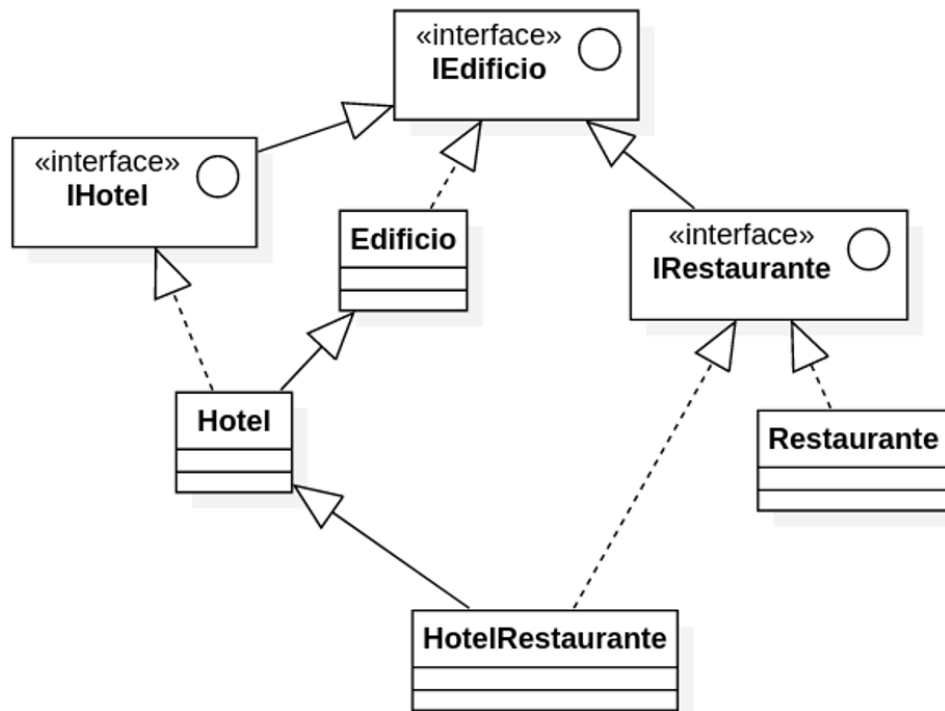 «interface»
IEdificio
«interface»
IHotel
Edificio
«interface»
IRestaurante
Hotel
Restaurante
HotelRestaurante